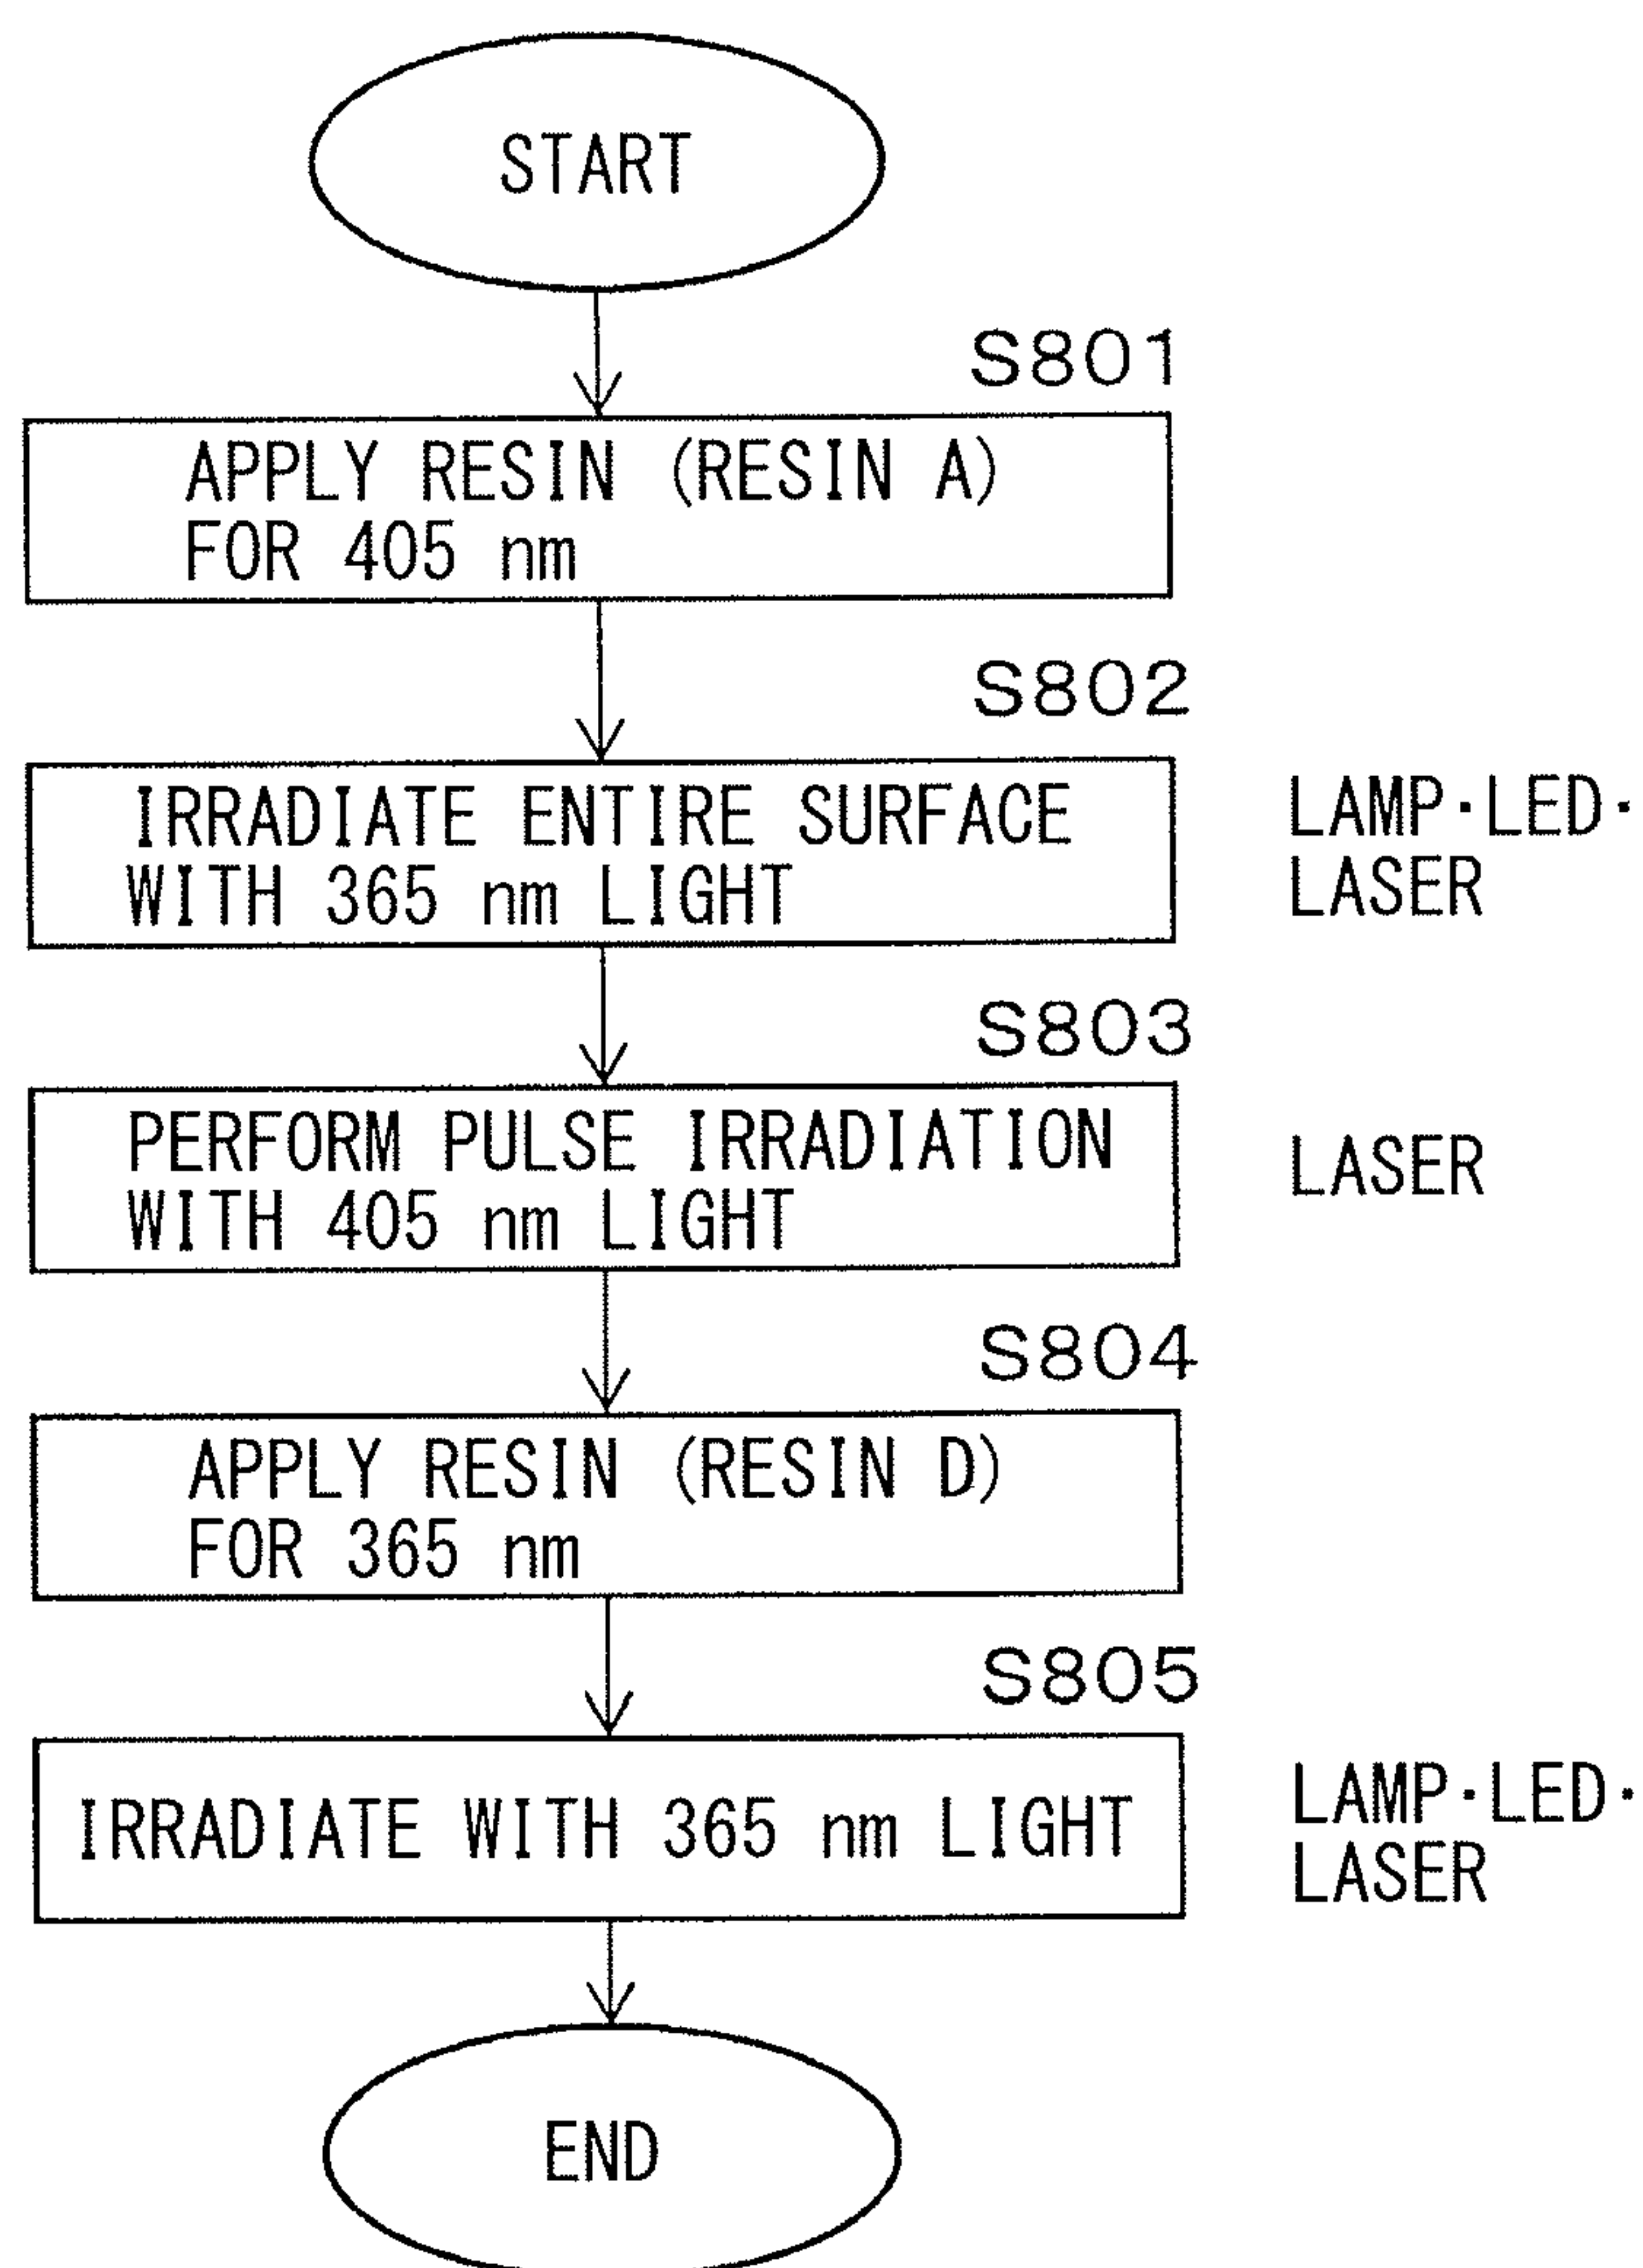 START
S801
APPLY RESIN (RESIN A)
FOR 405 nm
S802
IRRADIATE ENTIRE SURFACE
WITH 365 nm LIGHT
LAMP·LED·
LASER
S803
PERFORM PULSE IRRADIATION
WITH 405 nm LIGHT
LASER
S804
APPLY RESIN (RESIN D)
FOR 365 nm
S805
IRRADIATE WITH 365 nm LIGHT
LAMP·LED·
LASER
END